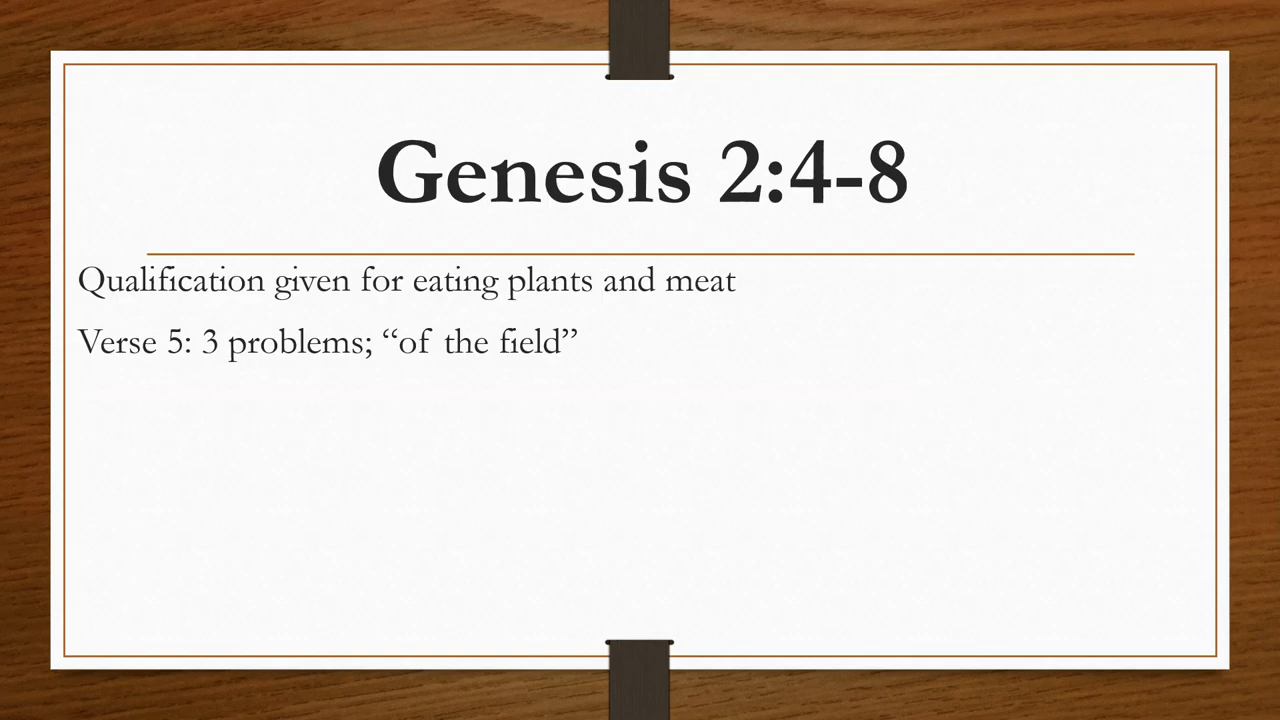 Genesis 2:4-8
Qualification given for eating plants and meat
Verse 5: 3 problems; “of the field”